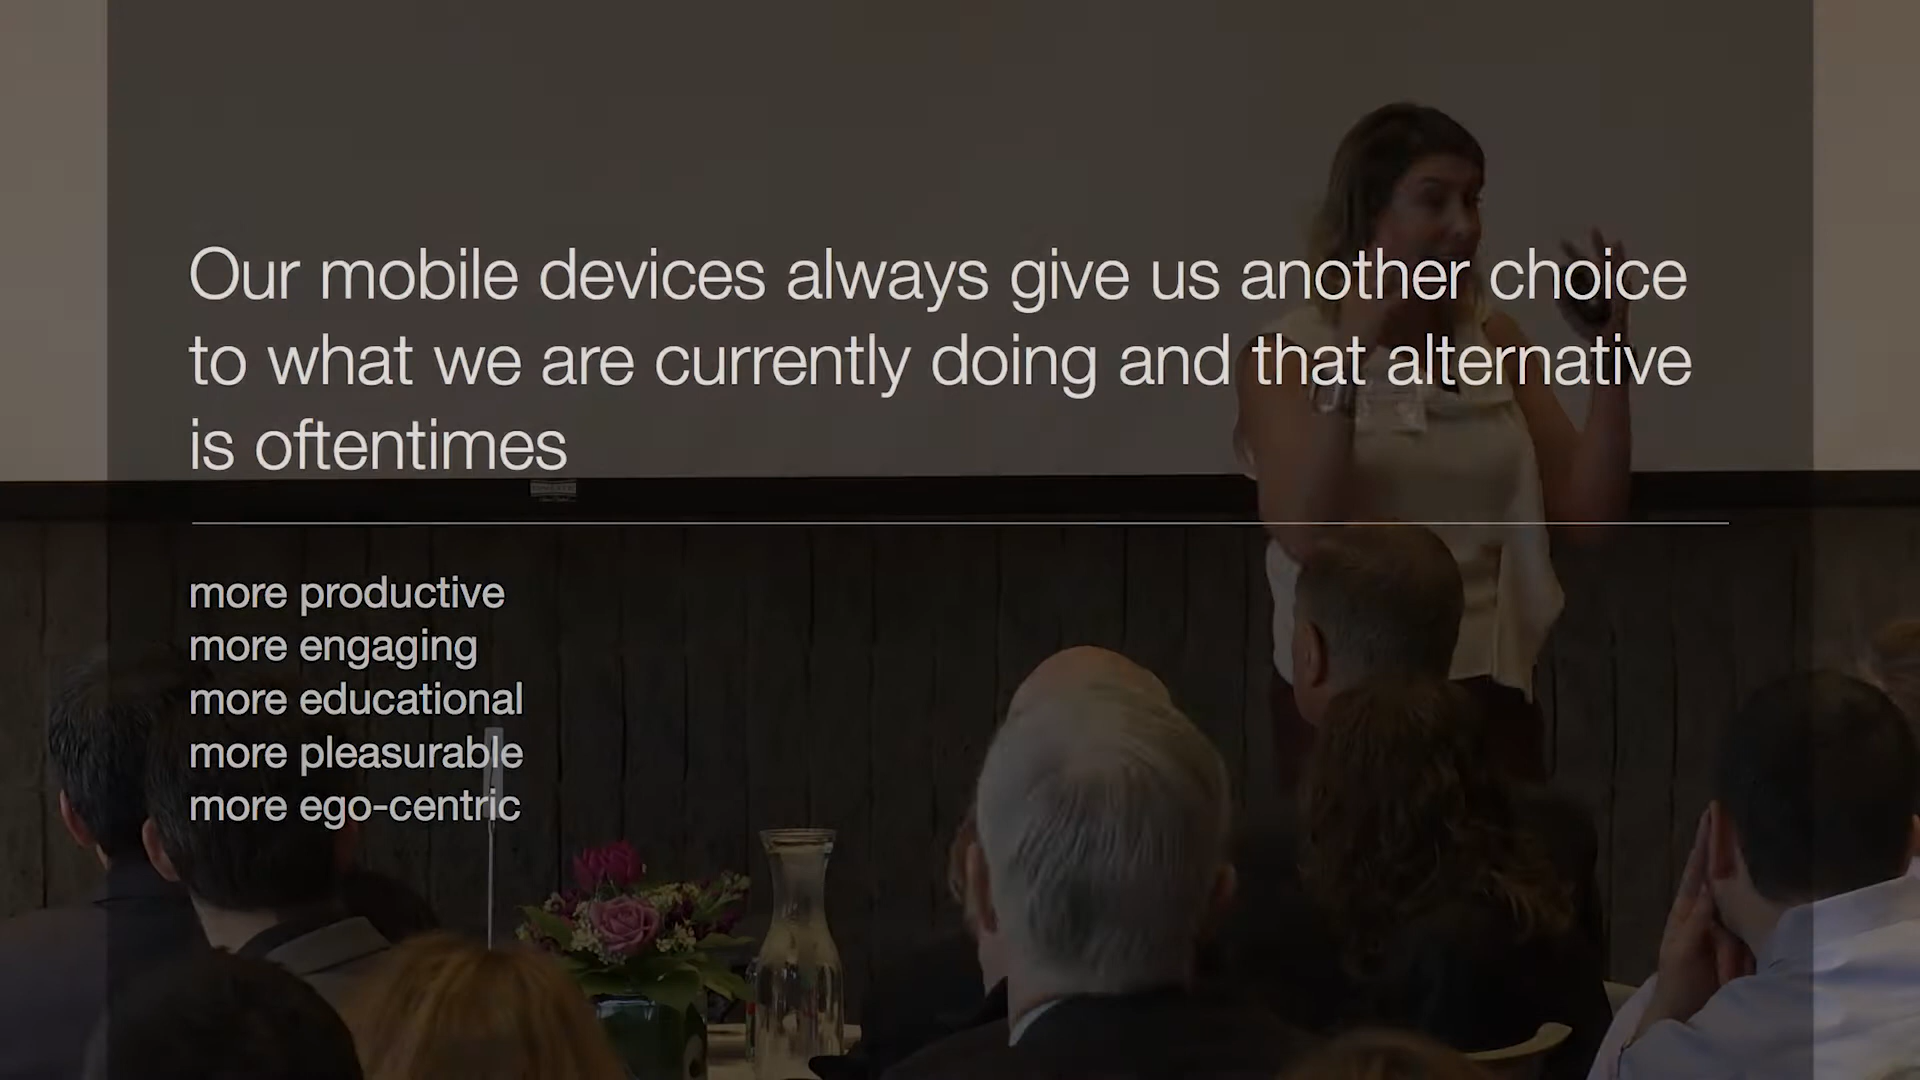 Our mobile devices always give us another choice
to what we are currently doing and that alternative
is oftentimes
more productive
more engaging
more educational
more pleasurable
more ego-centric